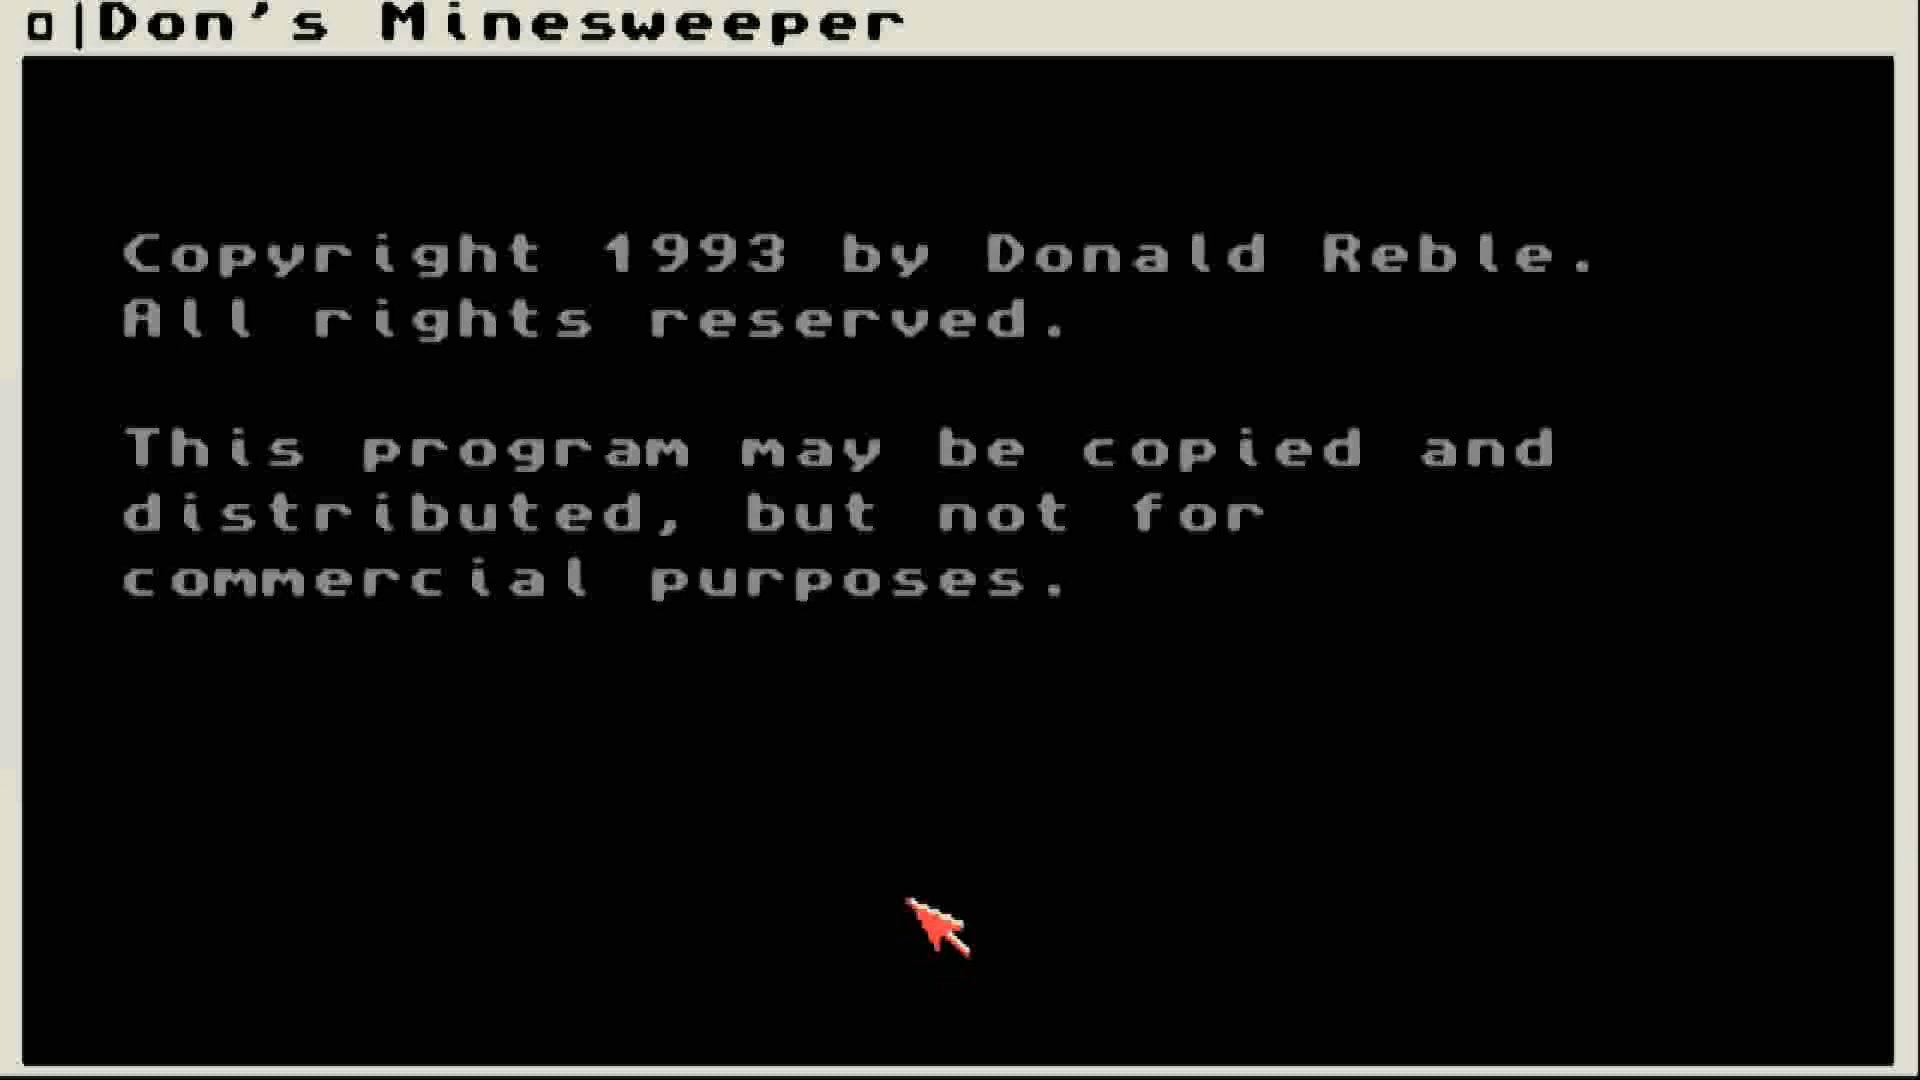 Don's Minesweeper
Copyright 1993 by Donald Reble.
All rights reserved.
This program may be copied and
distributed, but not for
commercial purposes.